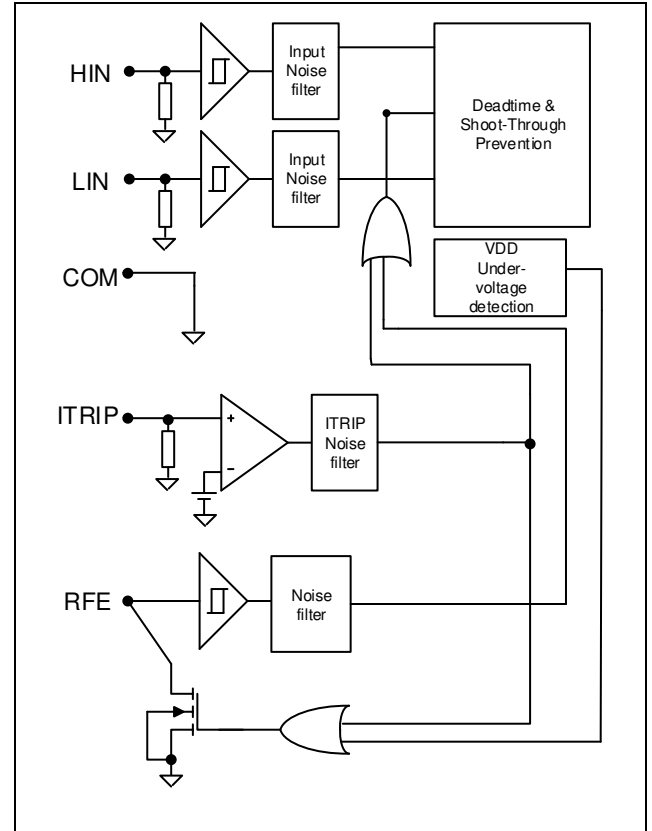 HIN
Input
Noise
filter
Deadtime &
Shoot-Through
Prevention
LIN
Input
Noise
filter
COM
VDD
Under-
voltage
detection
ITRIP
+
−
ITRIP
Noise
filter
RFE
Noise
filter